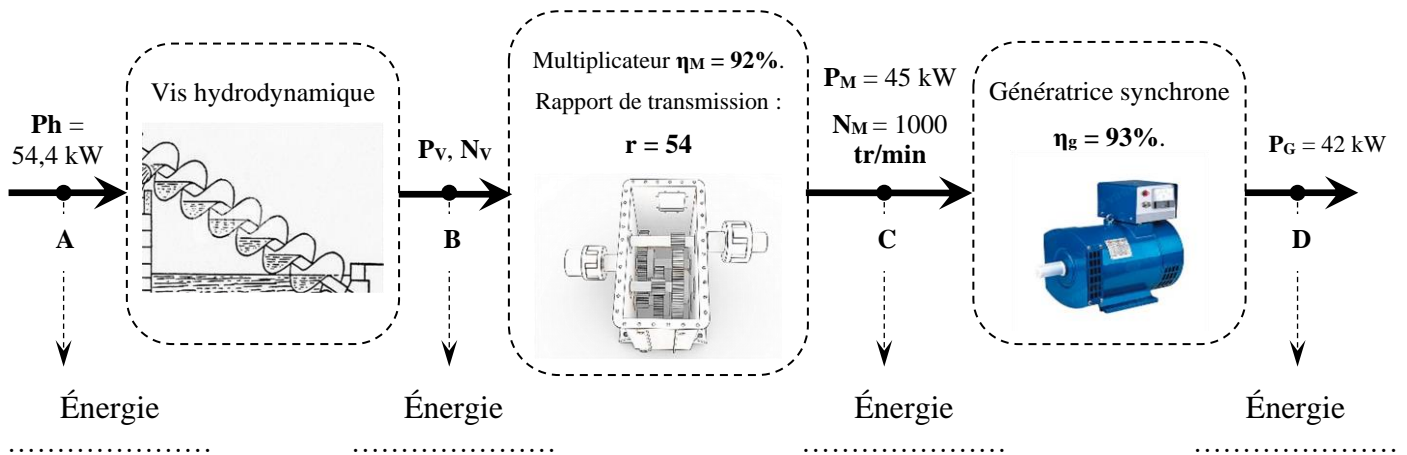 Vis hydrodynamique
Multiplicateur ηM = 92%.
Rapport de transmission :
r = 54
Génératrice synchrone
ηg = 93%.
Ph =
54,4 kW
PV, NV
PM = 45 kW
NM = 1000
tr/min
PG = 42 kW
A
B
C
D
Énergie
Énergie
Énergie
Énergie
…………………
…………………
…………………
…………………